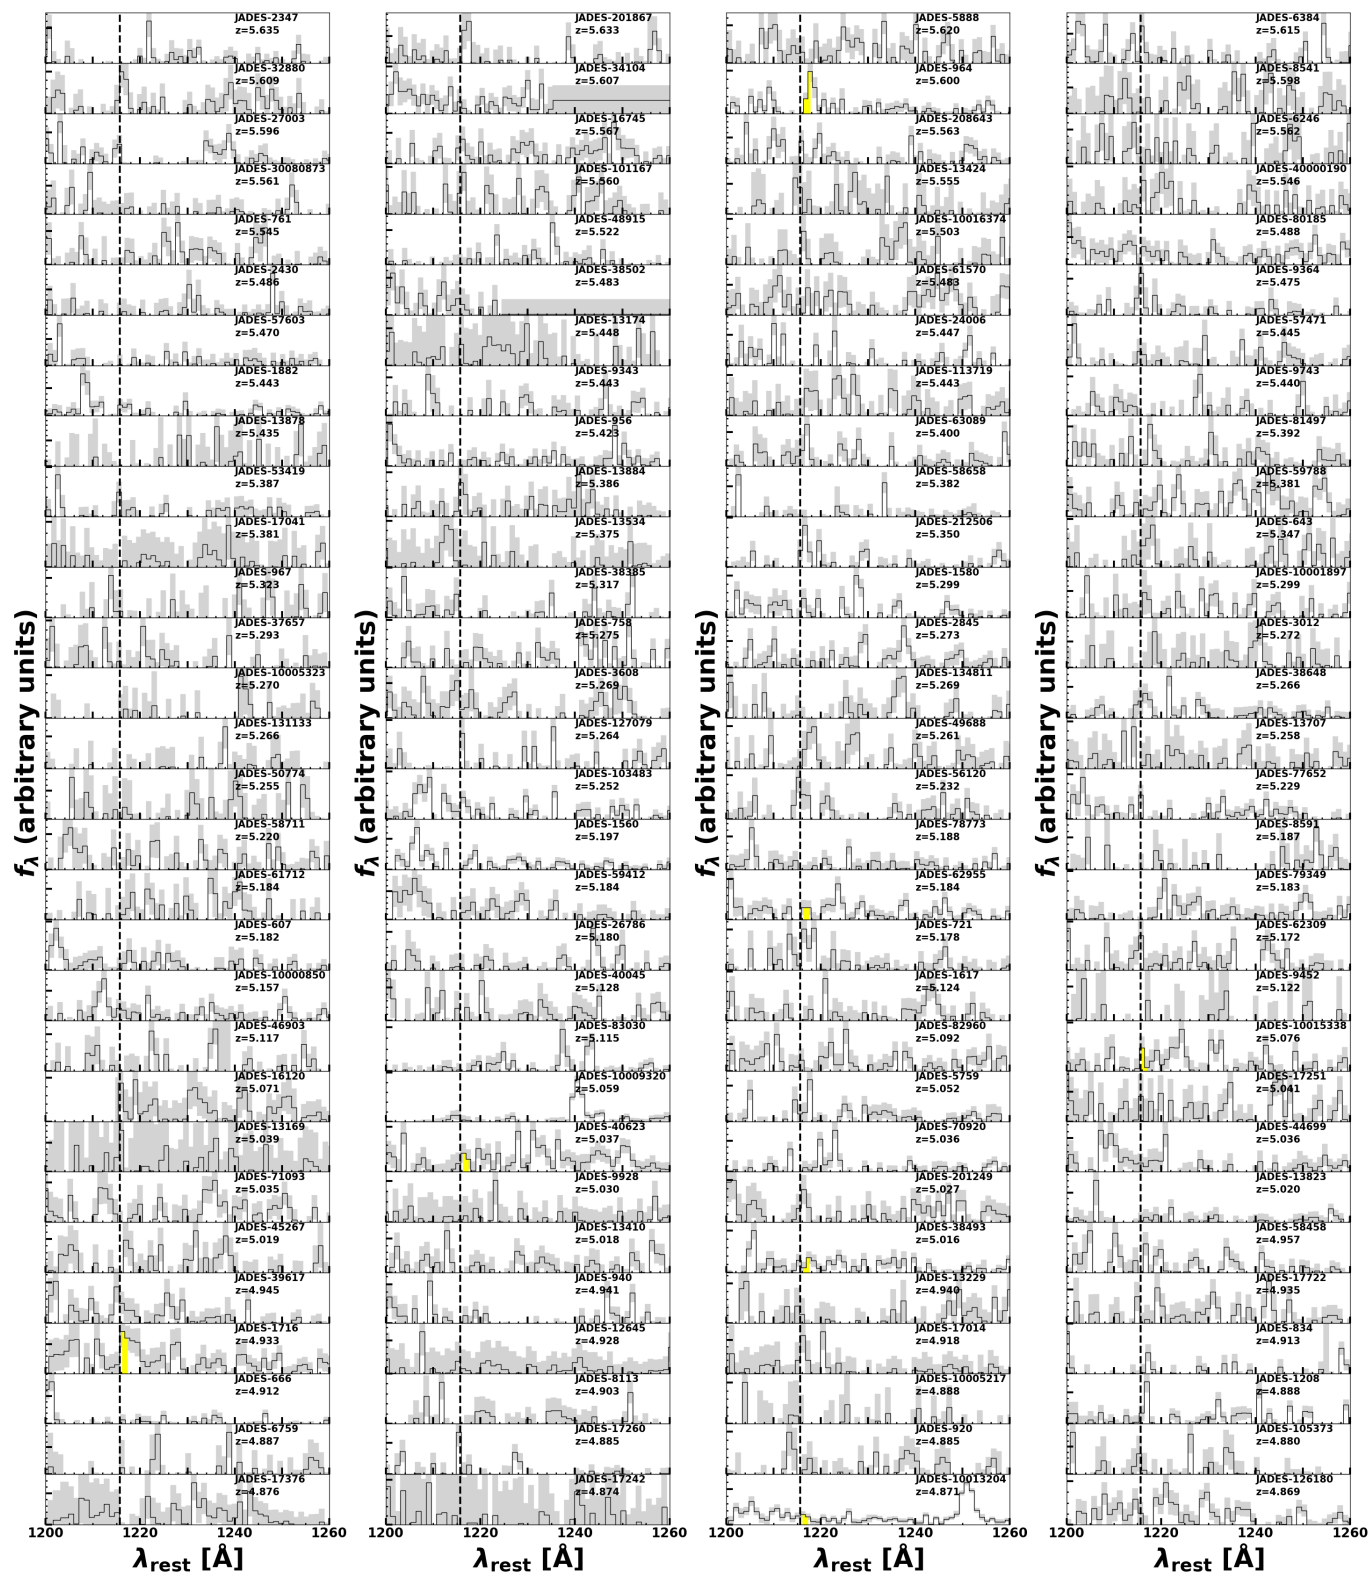 JADES-2347
z=5.635
JADES-201867
z=5.633
JADES-5888
z=5.620
JADES-6384
z=5.615
JADES-32880
z=5.609
JADES-34104
z=5.607
JADES-964
z=5.600
JADES-8541
z=5.598
JADES-27003
z=5.596
JADES-16745
z=5.567
JADES-208643
z=5.563
JADES-6246
z=5.562
JADES-30080873
z=5.561
JADES-101167
z=5.560
JADES-13424
z=5.555
JADES-40000190
z=5.546
JADES-761
z=5.545
JADES-48915
z=5.522
JADES-10016374
z=5.503
JADES-80185
z=5.488
JADES-2430
z=5.486
JADES-38502
z=5.483
JADES-61570
z=5.483
JADES-9364
z=5.475
JADES-57603
z=5.470
JADES-13174
z=5.448
JADES-24006
z=5.447
JADES-57471
z=5.445
JADES-1882
z=5.443
JADES-9343
z=5.443
JADES-113719
z=5.443
JADES-9743
z=5.440
JADES-13878
z=5.435
JADES-956
z=5.423
JADES-63089
z=5.400
JADES-81497
z=5.392
JADES-53419
z=5.387
JADES-13884
z=5.386
JADES-58658
z=5.382
JADES-59788
z=5.381
JADES-17041
z=5.381
JADES-13534
z=5.375
JADES-212506
z=5.350
JADES-643
z=5.347
JADES-967
z=5.323
JADES-38385
z=5.317
JADES-1580
z=5.299
JADES-10001897
z=5.299
JADES-37657
z=5.293
JADES-758
z=5.275
JADES-2845
z=5.273
JADES-3012
z=5.272
JADES-10005323
z=5.270
JADES-3608
z=5.269
JADES-134811
z=5.269
JADES-38648
z=5.266
JADES-131133
z=5.266
JADES-127079
z=5.264
JADES-49688
z=5.261
JADES-13707
z=5.258
JADES-50774
z=5.255
JADES-103483
z=5.252
JADES-56120
z=5.232
JADES-77652
z=5.229
JADES-58711
z=5.220
JADES-1560
z=5.197
JADES-78773
z=5.188
JADES-8591
z=5.187
JADES-61712
z=5.184
JADES-59412
z=5.184
JADES-62955
z=5.184
JADES-79349
z=5.183
JADES-607
z=5.182
JADES-26786
z=5.180
JADES-721
z=5.178
JADES-62309
z=5.172
JADES-10000850
z=5.157
JADES-40045
z=5.128
JADES-1617
z=5.124
JADES-9452
z=5.122
JADES-46903
z=5.117
JADES-83030
z=5.115
JADES-82960
z=5.092
JADES-10015338
z=5.076
JADES-16120
z=5.071
JADES-10009320
z=5.059
JADES-5759
z=5.052
JADES-17251
z=5.041
JADES-13169
z=5.039
JADES-40623
z=5.037
JADES-70920
z=5.036
JADES-44699
z=5.036
JADES-71093
z=5.035
JADES-9928
z=5.030
JADES-201249
z=5.027
JADES-13823
z=5.020
JADES-45267
z=5.019
JADES-13410
z=5.018
JADES-38493
z=5.016
JADES-58458
z=4.957
JADES-39617
z=4.945
JADES-940
z=4.941
JADES-13229
z=4.940
JADES-17722
z=4.935
JADES-1716
z=4.933
JADES-12645
z=4.928
JADES-17014
z=4.918
JADES-834
z=4.913
JADES-666
z=4.912
JADES-8113
z=4.903
JADES-10005217
z=4.888
JADES-1208
z=4.888
JADES-6759
z=4.887
JADES-17260
z=4.885
JADES-920
z=4.885
JADES-105373
z=4.880
JADES-17376
z=4.876
JADES-17242
z=4.874
JADES-10013204
z=4.871
JADES-126180
z=4.869
fλ (arbitrary units)
fλ (arbitrary units)
fλ (arbitrary units)
fλ (arbitrary units)
1200 1220 1240 1260
1200 1220 1240 1260
1200 1220 1240 1260
1200 1220 1240 1260
λrest [Å]
λrest [Å]
λrest [Å]
λrest [Å]